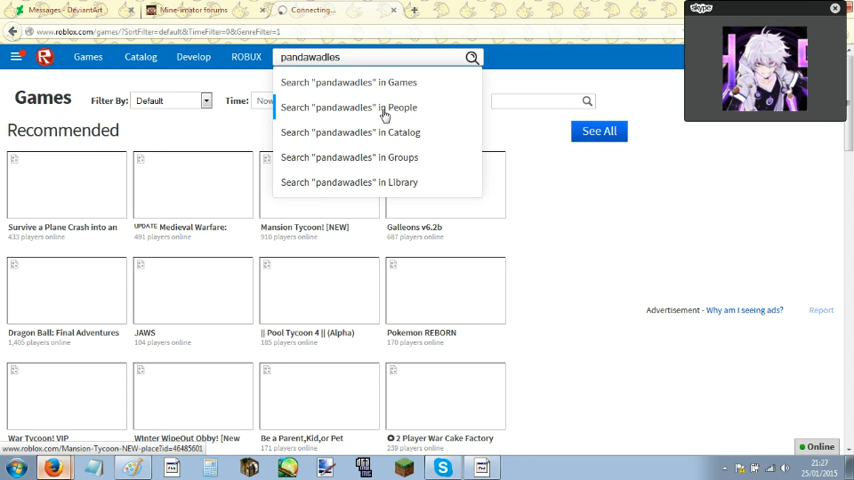 Messages - DeviantArt
Mine-imator forums
Connecting...
skype
www.roblox.com/games/?SortFilter=default&TimeFilter=0&GenreFilter=1
Games Catalog Develop ROBUX pandawadles
Search "pandawadles" in Games
Search "pandawadles" in People
Search "pandawadles" in Catalog
Search "pandawadles" in Groups
Search "pandawadles" in Library
Games Filter By: Default Time: Now
Recommended
See All
Survive a Plane Crash into an
433 players online
UPDATE Medieval Warfare:
491 players online
Mansion Tycoon! [NEW]
910 players online
Galleons v6.2b
687 players online
Dragon Ball: Final Adventures
1,405 players online
JAWS
104 players online
|| Pool Tycoon 4 || (Alpha)
185 players online
Pokemon REBORN
170 players online
Advertisement - Why am I seeing ads? Report
War Tycoon! VIP
Winter WipeOut Obby! [New
Be a Parent,Kid,or Pet
171 players online
2 Player War Cake Factory
239 players online
www.roblox.com/Mansion-Tycoon-NEW-place?id=46485601
Online
21:27
25/01/2015